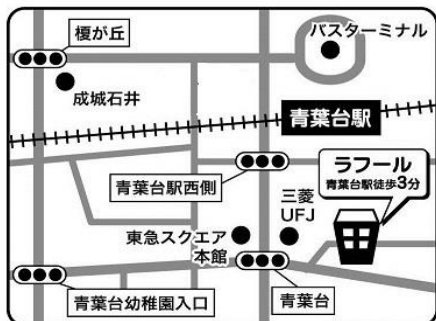 榎が丘
バスターミナル
成城石井
青葉台駅
ラフール
青葉台駅徒歩3分
青葉台駅西側
三菱
UFJ
東急スクエア
本館
青葉台幼稚園入口
青葉台